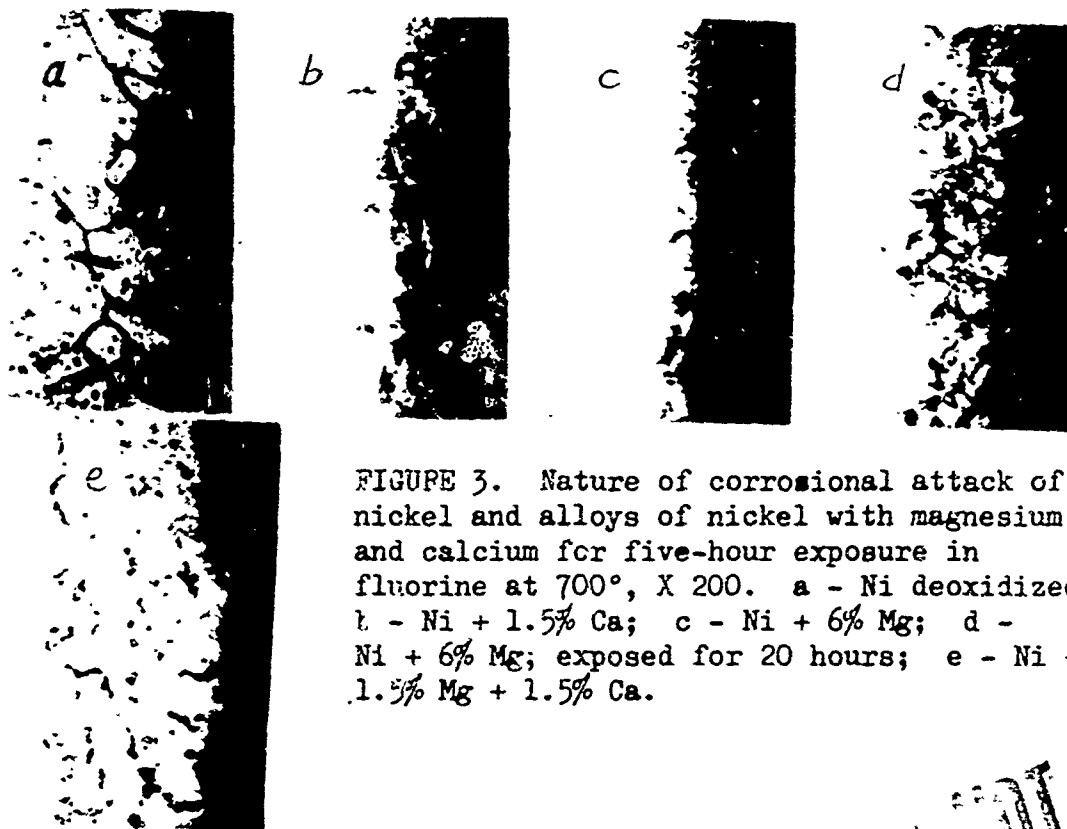 a
b
c
d
e
FIGURE 3. Nature of corrosional attack of
nickel and alloys of nickel with magnesium
and calcium for five-hour exposure in
fluorine at 700°, X 200. a - Ni deoxidized
b - Ni + 1.5% Ca; c - Ni + 6% Mg; d -
Ni + 6% Mg; exposed for 20 hours; e - Ni
1.5% Mg + 1.5% Ca.